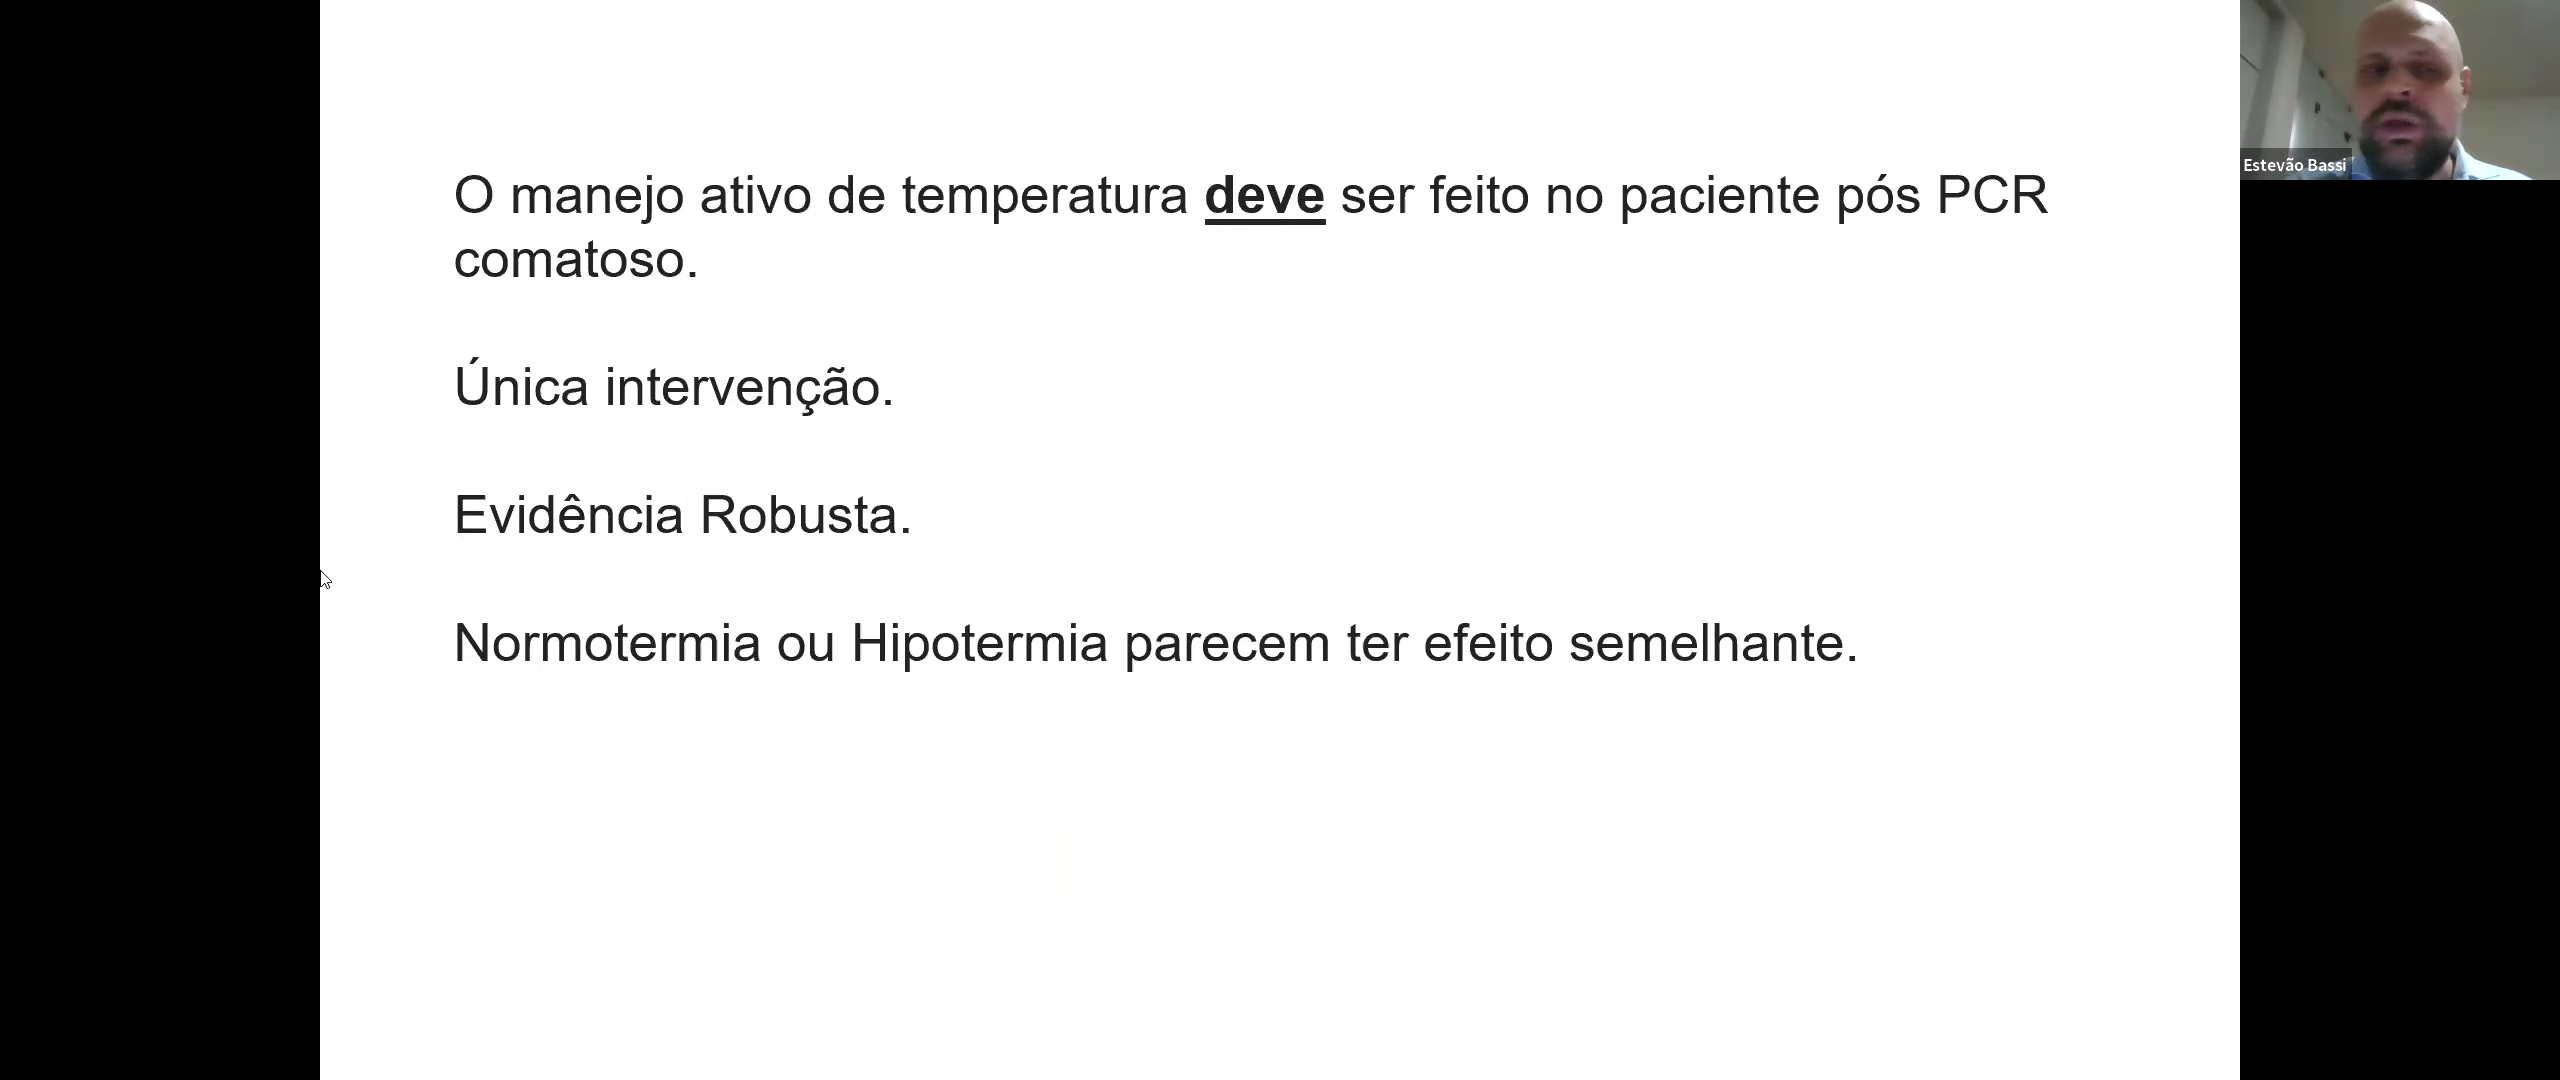 O manejo ativo de temperatura deve ser feito no paciente pós PCR
comatoso.
Única intervenção.
Evidência Robusta.
Normotermia ou Hipotermia parecem ter efeito semelhante.
Estevão Bassi